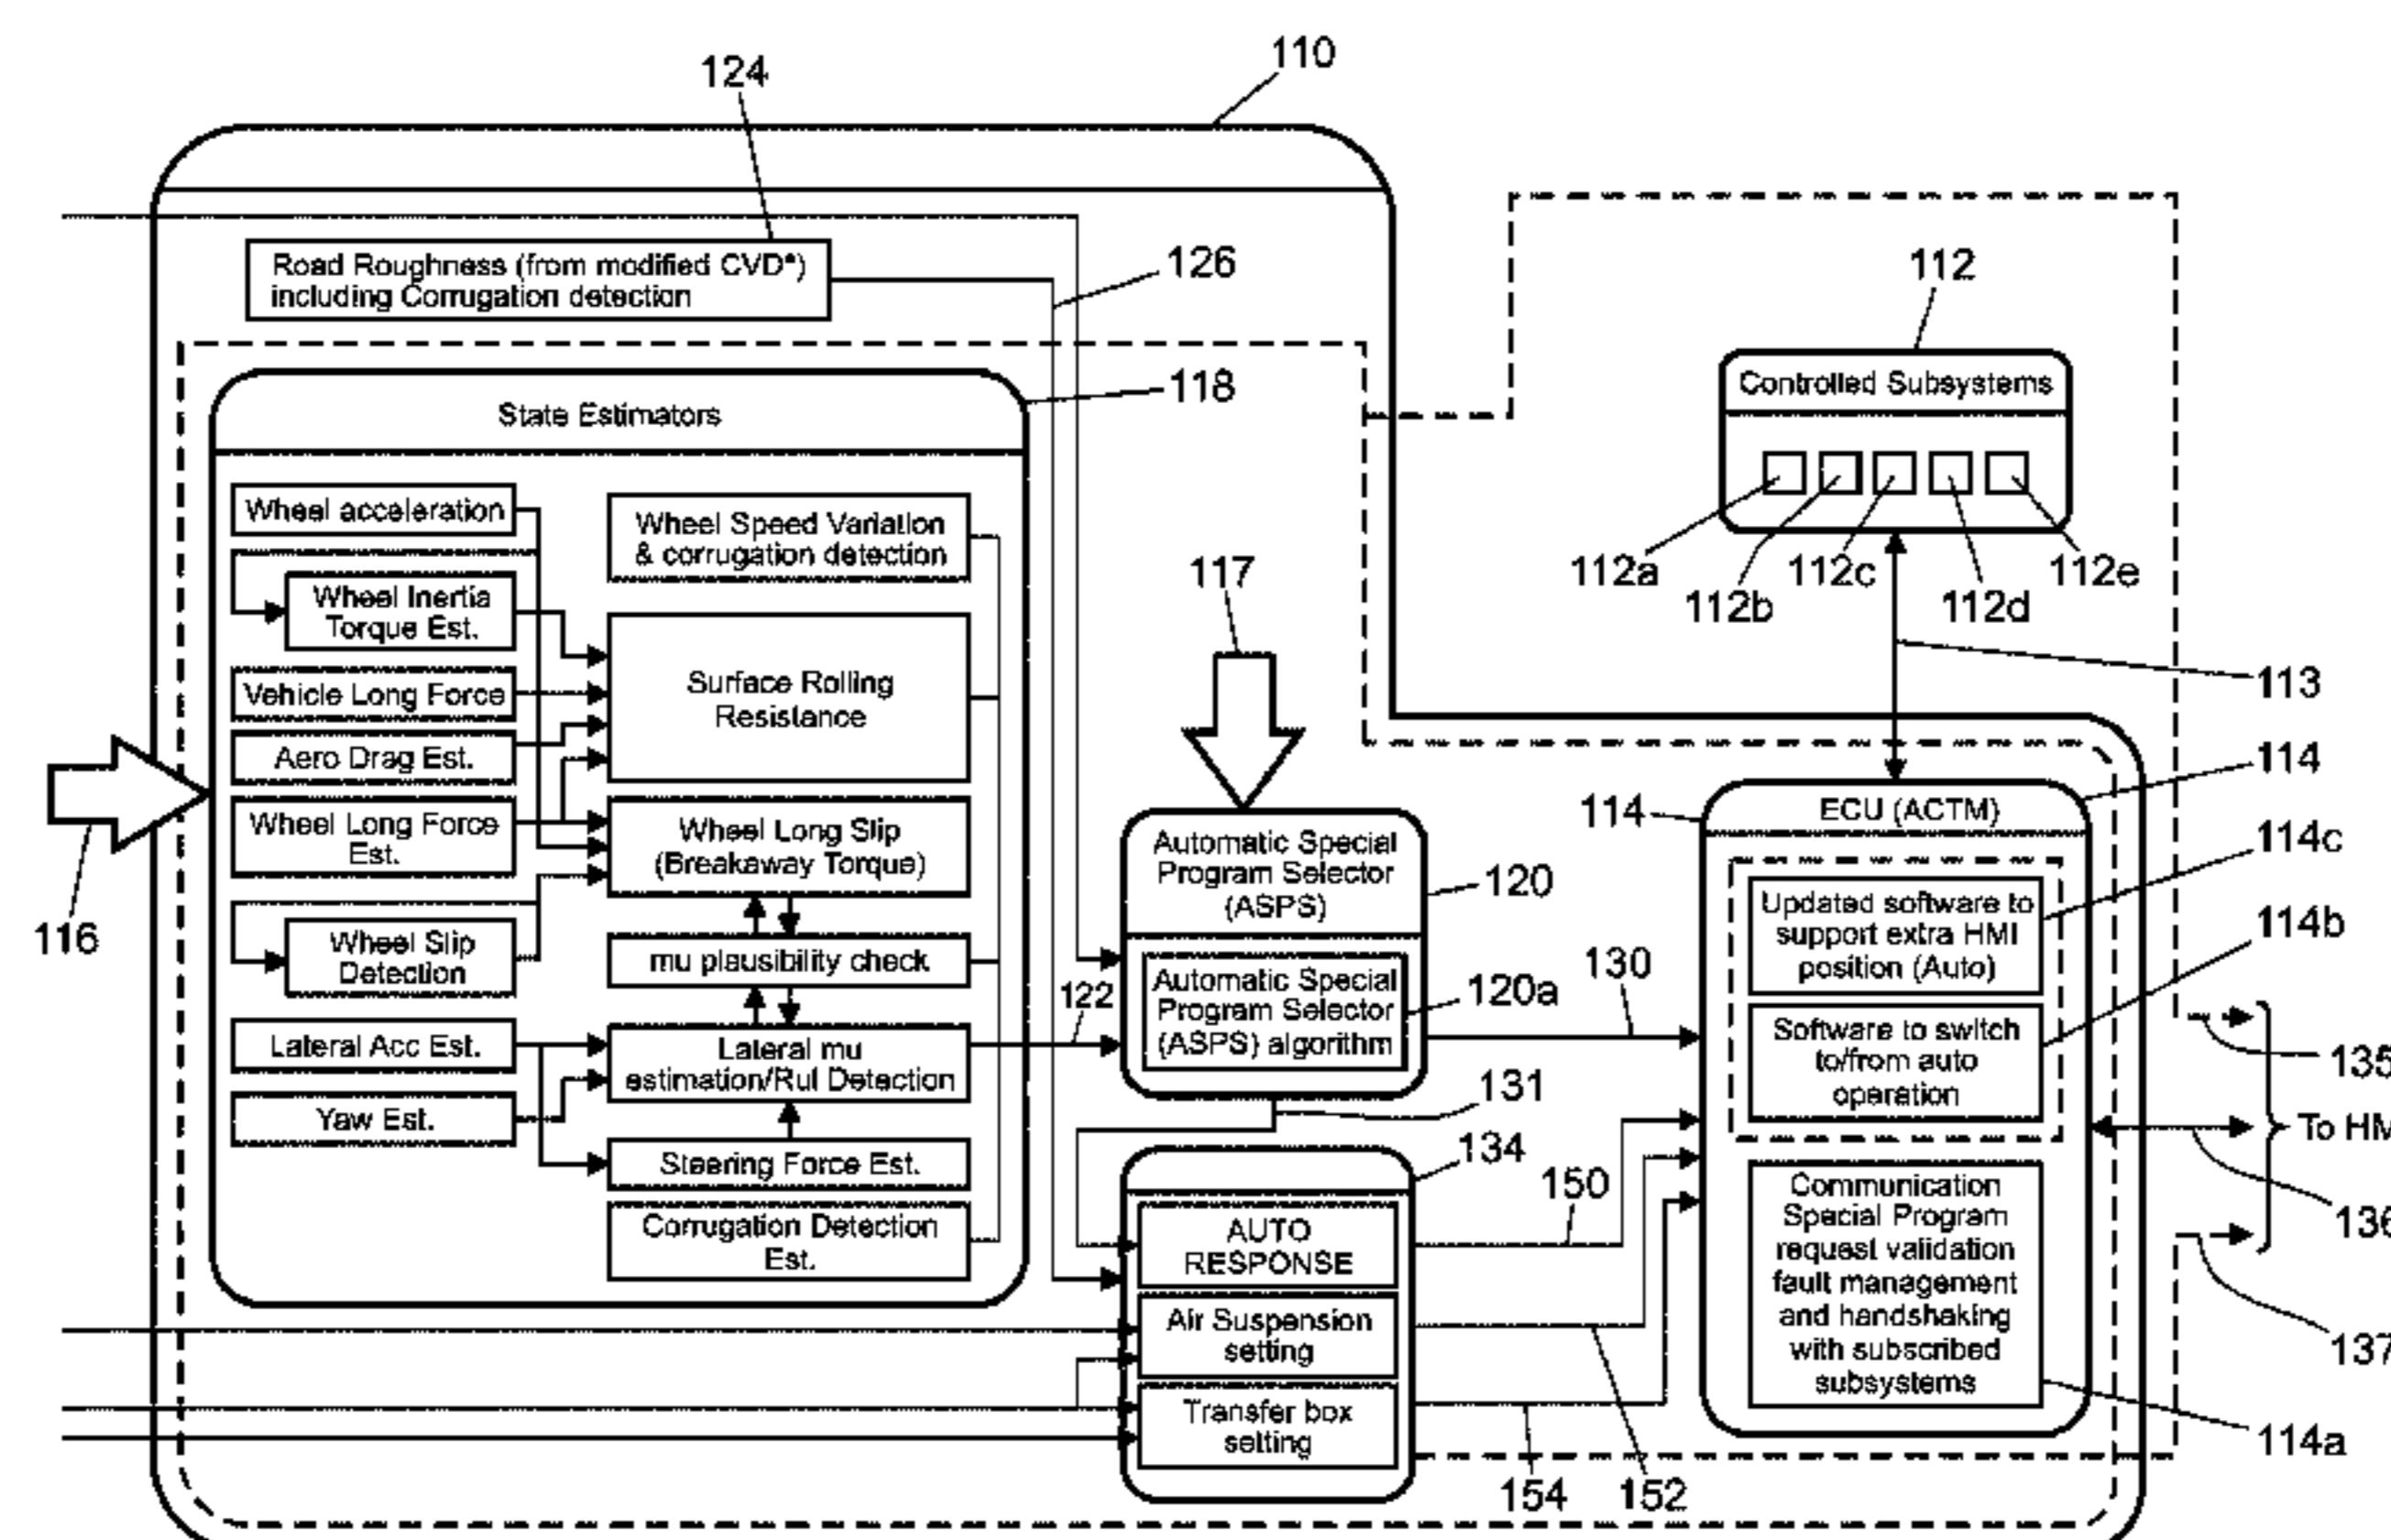 110
124
Road Roughness (from modified CVD*)
including Corrugation detection
126
112
Controlled Subsystems
118
State Estimators
Wheel acceleration
Wheel Speed Variation
& corrugation detection
Wheel Inertia
Torque Est.
112a
112b
112c
112d
112e
117
Vehicle Long Force
Surface Rolling
Resistance
113
Aero Drag Est.
114
Wheel Long Force
Est.
Wheel Long Slip
(Breakaway Torque)
116
Wheel Slip
Detection
mu plausibility check
122
Lateral Acc Est.
Lateral mu
estimation/Rut Detection
Yaw Est.
Steering Force Est.
Corrugation Detection
Est.
Automatic Special
Program Selector
(ASPS)
120
Automatic Special
Program Selector
(ASPS) algorithm
120a
130
131
134
AUTO
RESPONSE
Air Suspension
setting
Transfer box
setting
150
152
154
114
ECU (ACTM)
114c
Updated software to
support extra HMI
position (Auto)
114b
Software to switch
to/from auto
operation
Communication
Special Program
request validation
fault management
and handshaking
with subscribed
subsystems
114a
135
To HM
136
137